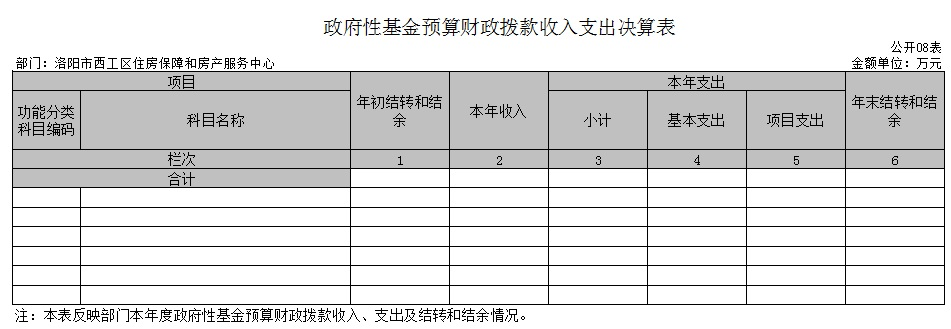 政府性基金预算财政拨款收入支出决算表
公开08表
部门：洛阳市西工区住房保障和房产服务中心 金额单位：万元
项目 年初结转和结余 本年收入 本年支出 年末结转和结余
功能分类科目编码 科目名称 小计 基本支出 项目支出
栏次 1 2 3 4 5 6
合计
注：本表反映部门本年度政府性基金预算财政拨款收入、支出及结转和结余情况。